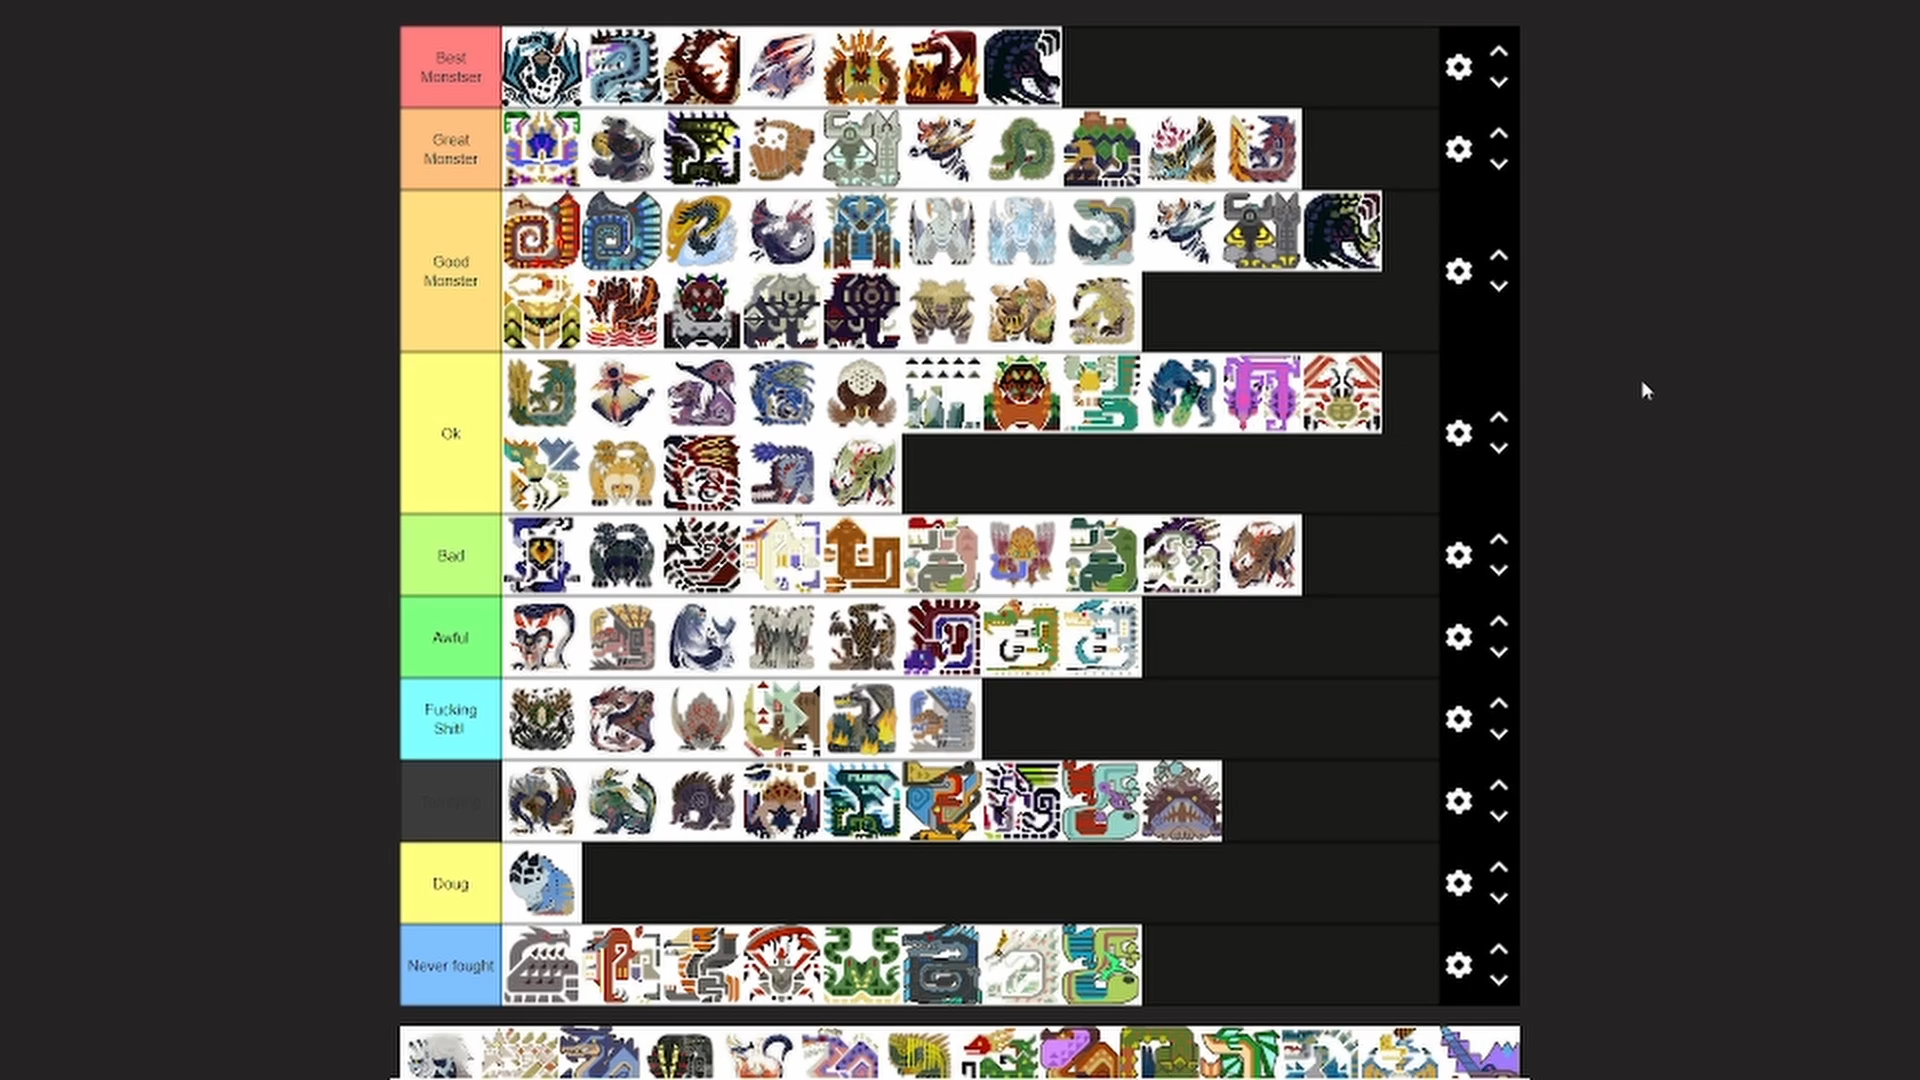 Best
Monstser
Great
Monster
Good
Monster
Ok
Bad
Awful
Fucking
Shit!
Doug
Never fought